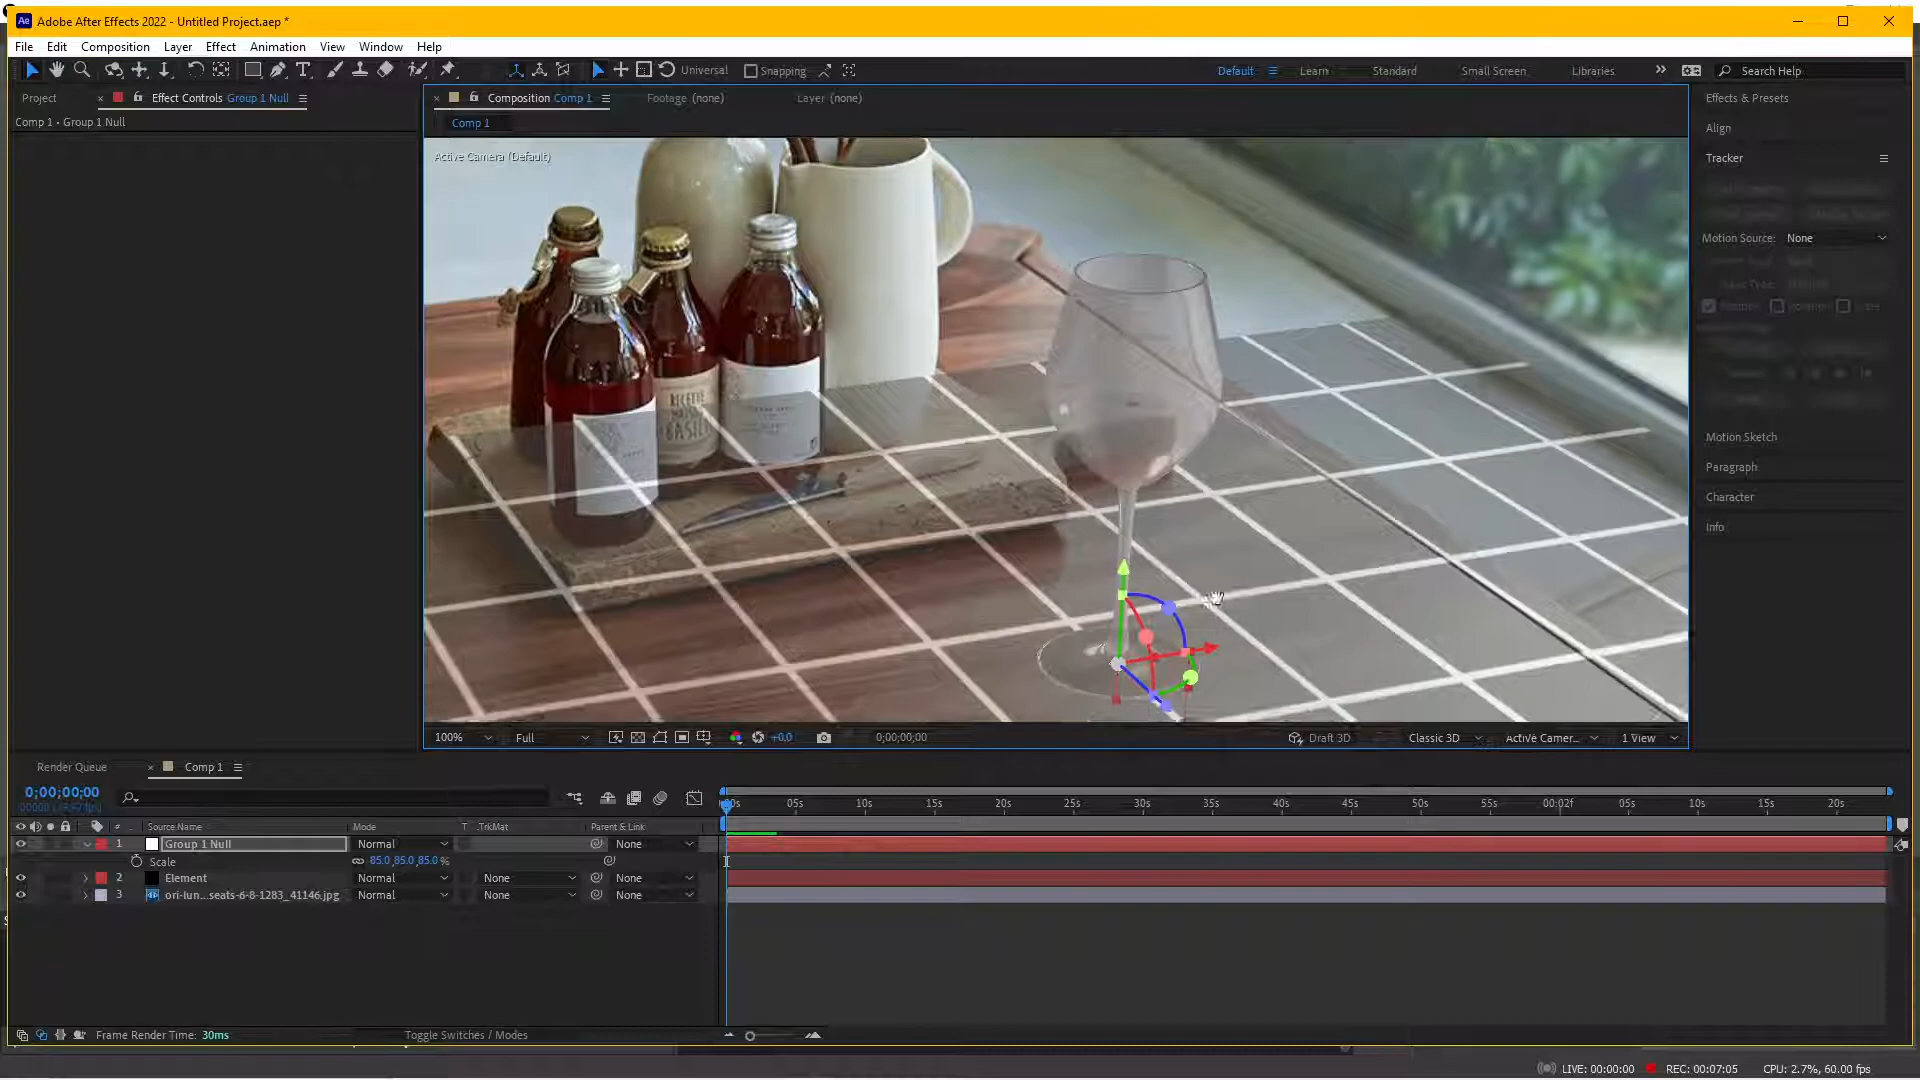 Ae Adobe After Effects 2022 - Untitled Project.aep *
File Edit Composition Layer Effect Animation View Window Help
Universal Snapping Default Learn Standard Small Screen Libraries Search Help
Project Effect Controls Group 1 Null Composition Comp 1 Footage (none) Layer (none) Effects & Presets
Comp 1 • Group 1 Null
Comp 1
Align
Active Camera (Default)
Tracker
Motion Source: None
Motion Sketch
Paragraph
Character
Info
100% Full +0.0 0;00;00;00 Draft 3D Classic 3D Active Camer... 1 View
Render Queue Comp 1
0;00;00;00
:00s 05s 10s 15s 20s 25s 30s 35s 40s 45s 50s 55s 00:02f 05s 10s 15s 20s
# Source Name Mode T .TrkMat Parent & Link
1 Group 1 Null Normal None
Scale 85.0,85.0,85.0%
2 Element Normal None None
3 ori-lun...seats-6-8-1283_41146.jpg Normal None None
Frame Render Time: 30ms Toggle Switches / Modes
LIVE: 00:00:00 REC: 00:07:05 CPU: 2.7%, 60.00 fps